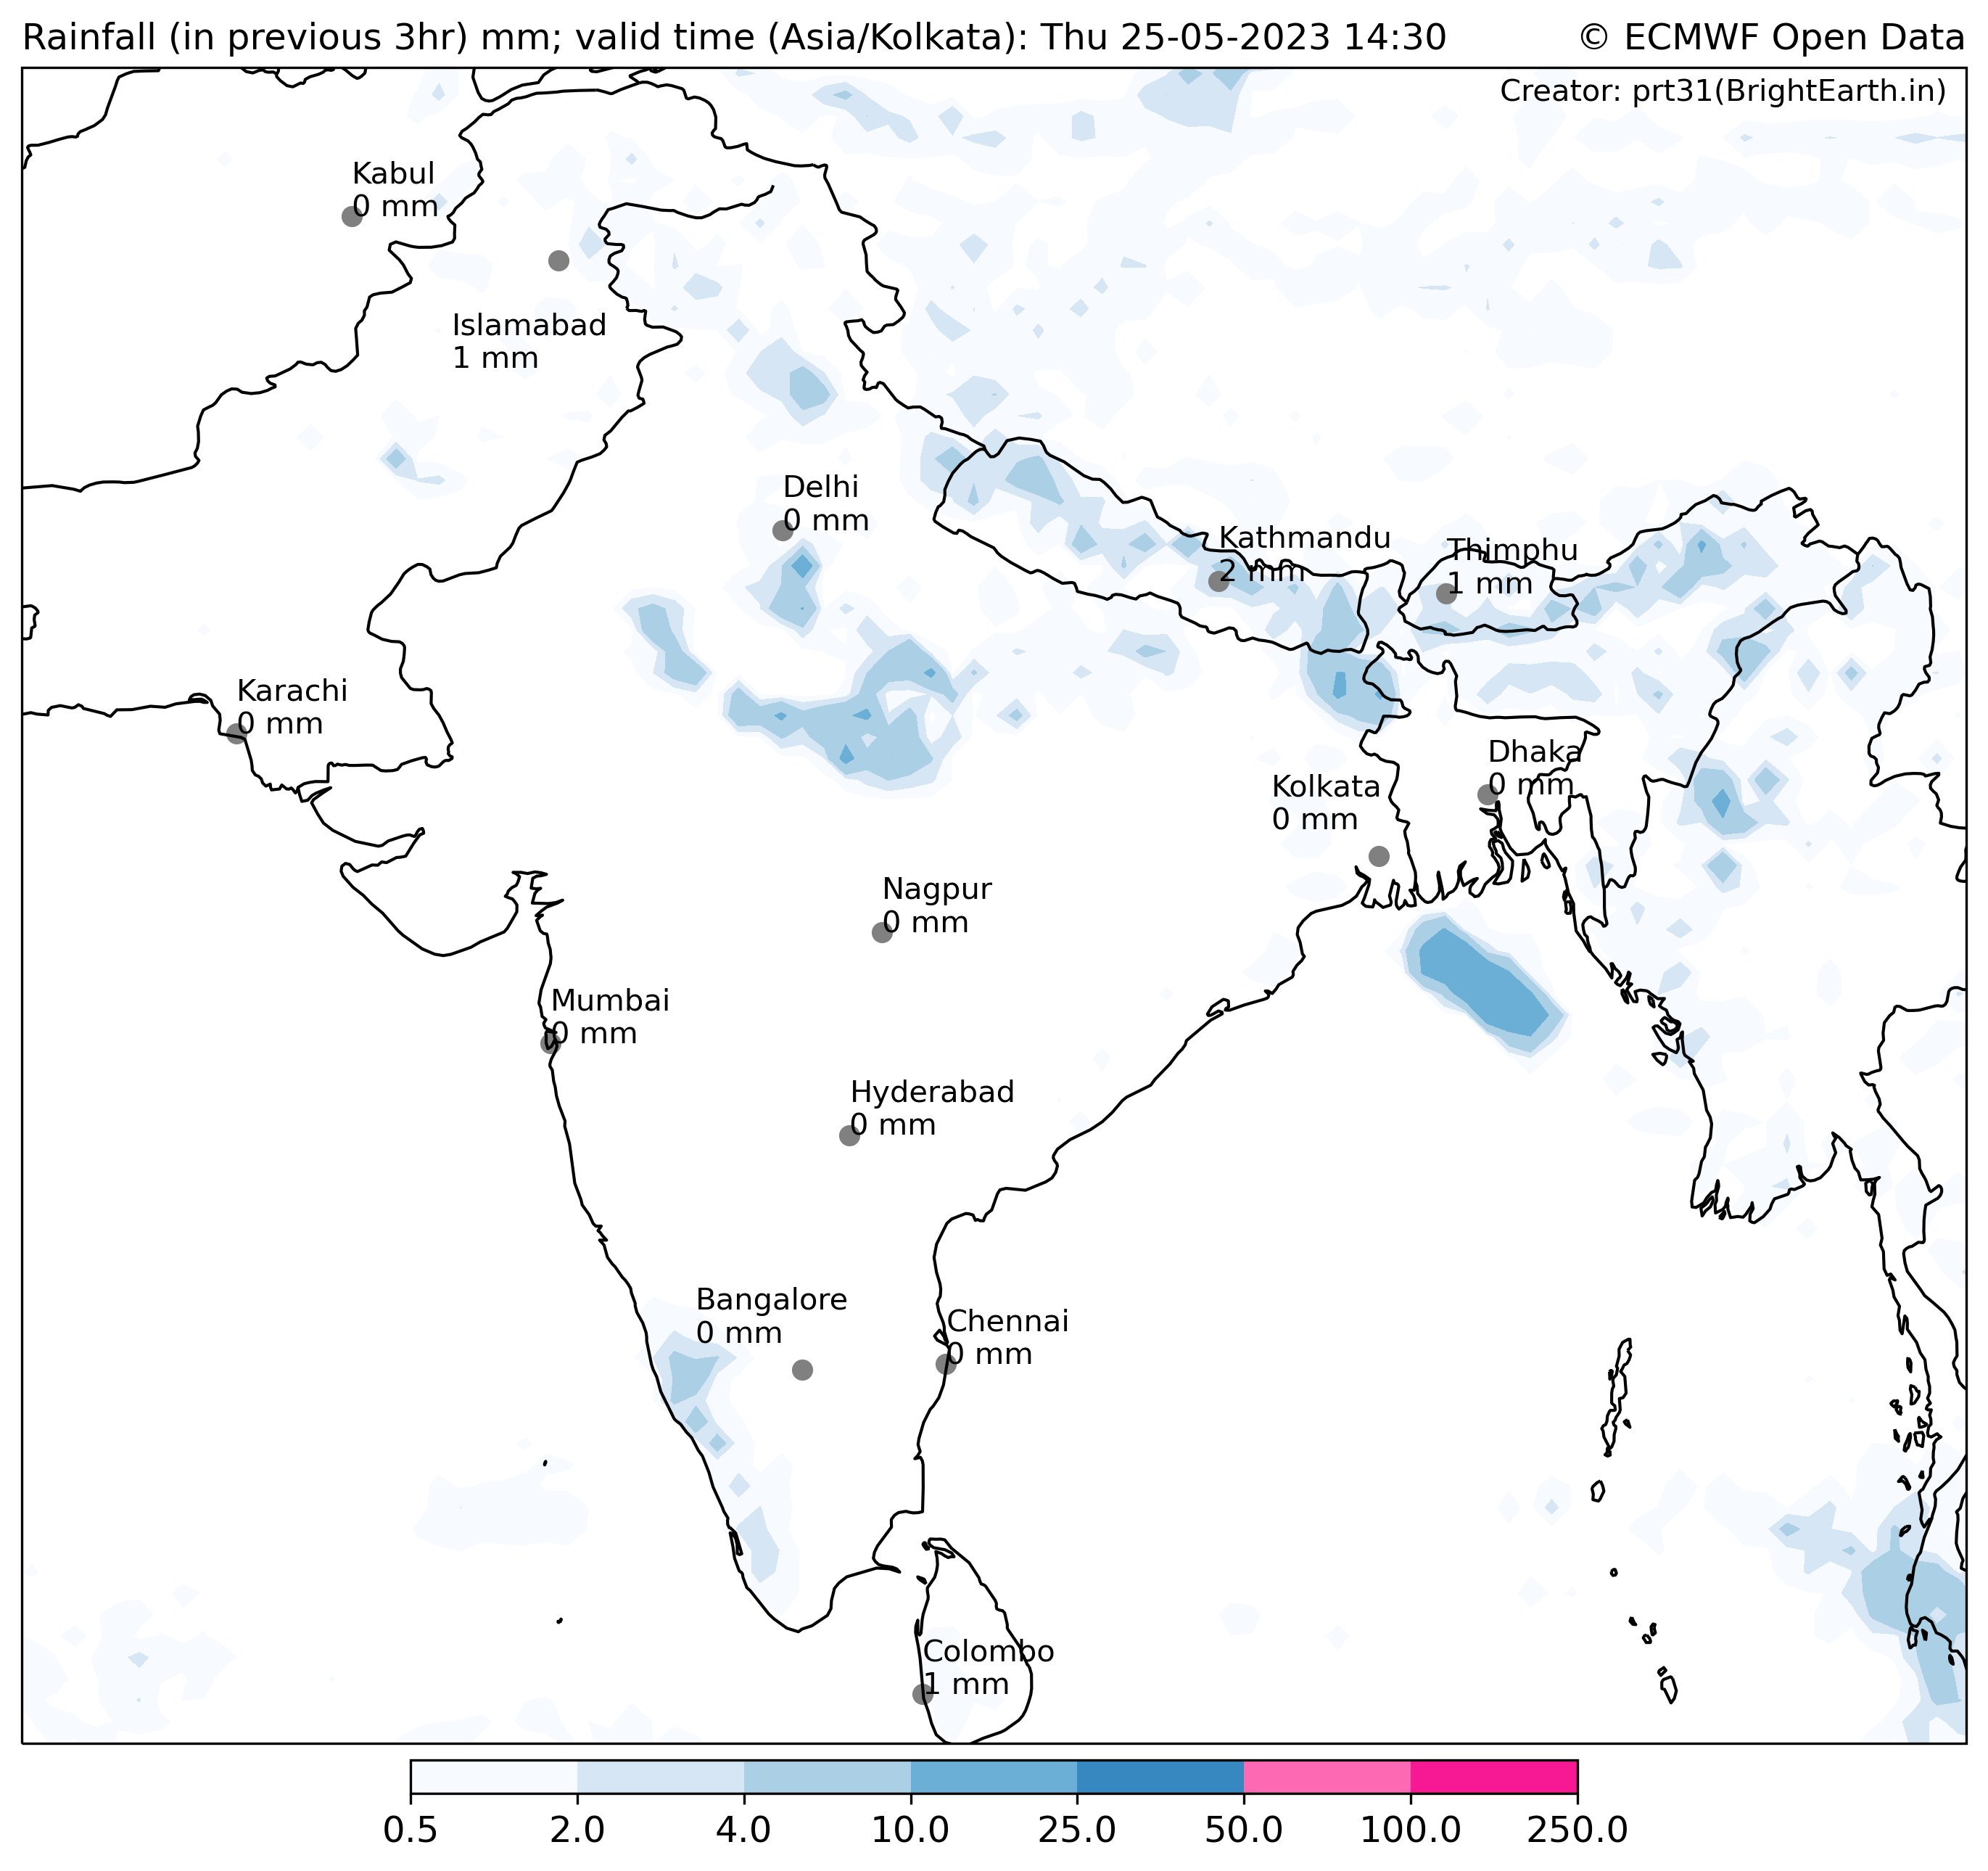 Rainfall (in previous 3hr) mm; valid time (Asia/Kolkata): Thu 25-05-2023 14:30
© ECMWF Open Data
Creator: prt31(BrightEarth.in)
Kabul
0 mm
Islamabad
1 mm
Delhi
0 mm
Kathmandu
2 mm
Thimphu
1 mm
Karachi
0 mm
Dhaka
0 mm
Kolkata
0 mm
Nagpur
0 mm
Mumbai
0 mm
Hyderabad
0 mm
Bangalore
0 mm
Chennai
0 mm
Colombo
1 mm
0.5 2.0 4.0 10.0 25.0 50.0 100.0 250.0